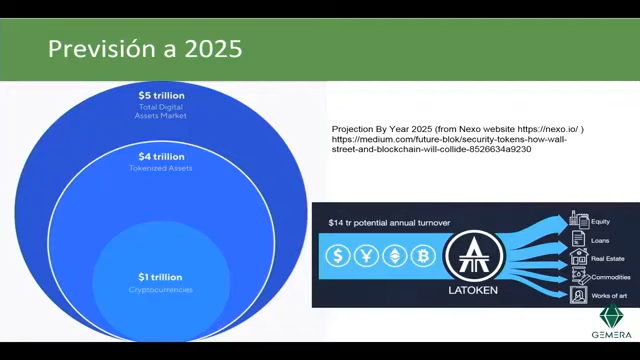 Previsión a 2025
$5 trillion
Total Digital
Assets Market
$4 trillion
Tokenized Assets
$1 trillion
Cryptocurrencies
Projection By Year 2025 (from Nexo website https://nexo.io/ )
https://medium.com/future-blok/security-tokens-how-wall-
street-and-blockchain-will-collide-8526634a9230
$14 tr potential annual turnover
LATOKEN
Equity
Loans
Real Estate
Commodities
Works of art
GEMERA